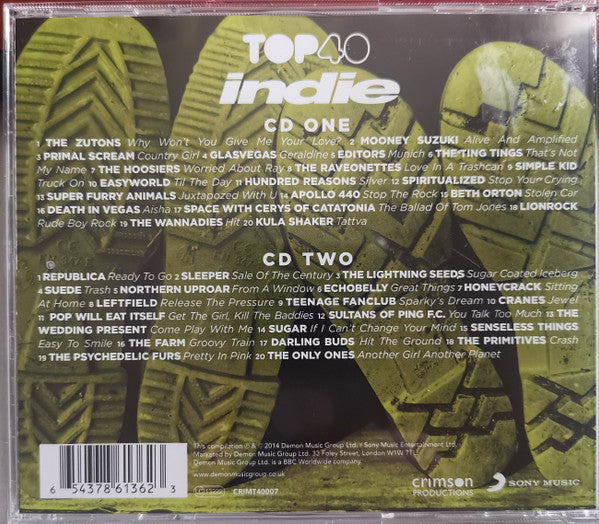 TOP40
indie
CD ONE
1 THE ZUTONS Why Won't You Give Me Your Love? 2 MOONEY SUZUKI Alive And Amplified
3 PRIMAL SCREAM Country Girl 4 GLASVEGAS Geraldine 5 EDITORS Munich 6 THE TING TINGS That's Not
My Name 7 THE HOOSIERS Worried About Ray 8 THE RAVEONETTES Love In A Trashcan 9 SIMPLE KID
Truck On 10 EASYWORLD Til The Day 11 HUNDRED REASONS Silver 12 SPIRITUALIZED Stop Your Crying
13 SUPER FURRY ANIMALS Juxtapozed With U 14 APOLLO 440 Stop The Rock 15 BETH ORTON Stolen Car
16 DEATH IN VEGAS Aisha 17 SPACE WITH CERYS OF CATATONIA The Ballad Of Tom Jones 18 LIONROCK
Rude Boy Rock 19 THE WANNADIES Hit 20 KULA SHAKER Tattva
CD TWO
1 REPUBLICA Ready To Go 2 SLEEPER Sale Of The Century 3 THE LIGHTNING SEEDS Sugar Coated Iceberg
4 SUEDE Trash 5 NORTHERN UPROAR From A Window 6 ECHOBELLY Great Things 7 HONEYCRACK Sitting
At Home 8 LEFTFIELD Release The Pressure 9 TEENAGE FANCLUB Sparky's Dream 10 CRANES Jewel
11 POP WILL EAT ITSELF Get The Girl, Kill The Baddies 12 SULTANS OF PING F.C. You Talk Too Much 13 THE
WEDDING PRESENT Come Play With Me 14 SUGAR If I Can't Change Your Mind 15 SENSELESS THINGS
Easy To Smile 16 THE FARM Groovy Train 17 DARLING BUDS Hit The Ground 18 THE PRIMITIVES Crash
19 THE PSYCHEDELIC FURS Pretty In Pink 20 THE ONLY ONES Another Girl Another Planet
This compilation ℗ & © 2014 Demon Music Group Ltd. / Sony Music Entertainment Ltd.
Marketed by Demon Music Group Ltd. 33 Foley Street, London W1W 7TL.
Demon Music Group Ltd. is a BBC Worldwide company.
www.demonmusicgroup.co.uk
CRIMT40007
6 54378 61362 3
crimson
PRODUCTIONS
SONY MUSIC